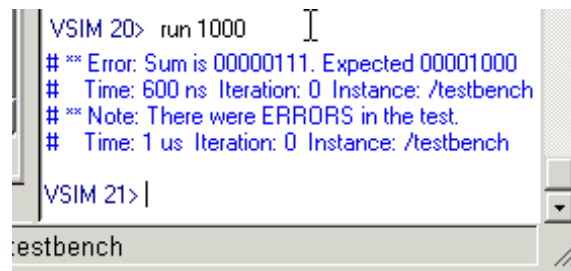 VSIM 20> run 1000
# ** Error: Sum is 00000111. Expected 00001000
# Time: 600 ns Iteration: 0 Instance: /testbench
# ** Note: There were ERRORS in the test.
# Time: 1 us Iteration: 0 Instance: /testbench
VSIM 21>
estbench